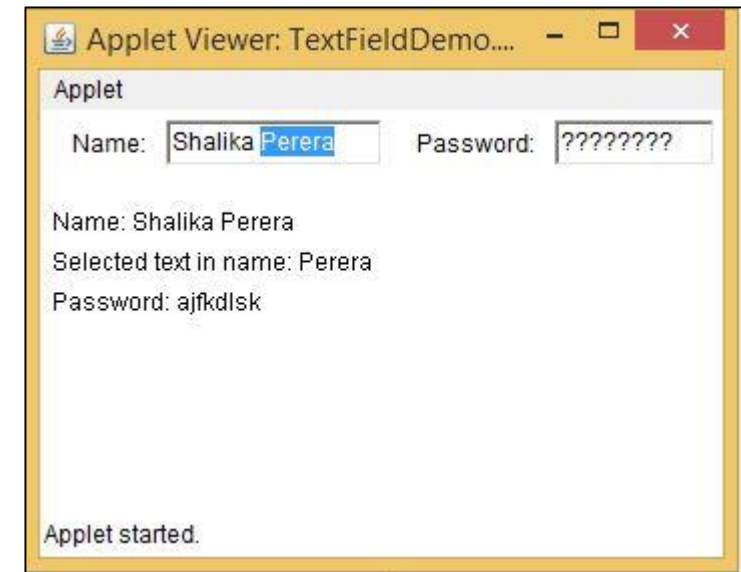 Applet Viewer: TextFieldDemo....
Applet
Name: Shalika Perera Password: ????????
Name: Shalika Perera
Selected text in name: Perera
Password: ajfkdlsk
Applet started.